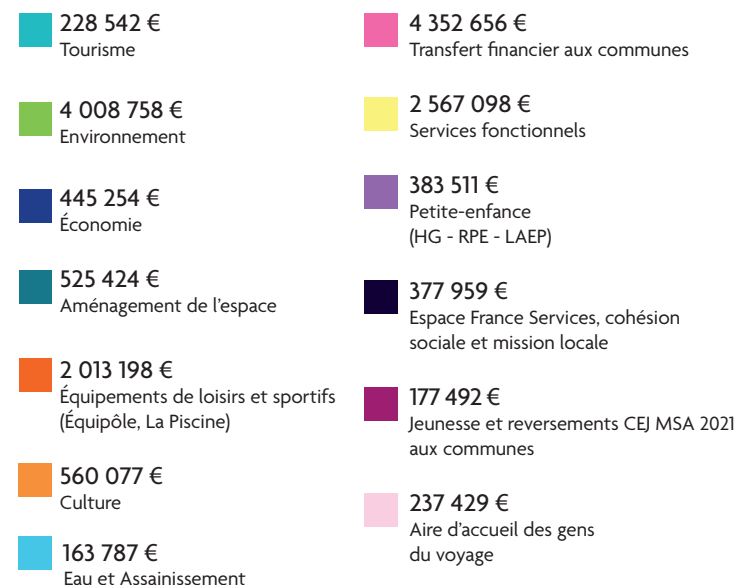 228 542 €
Tourisme
4 008 758 €
Environnement
445 254 €
Économie
525 424 €
Aménagement de l'espace
2 013 198 €
Équipements de loisirs et sportifs
(Équipôle, La Piscine)
560 077 €
Culture
163 787 €
Eau et Assainissement
4 352 656 €
Transfert financier aux communes
2 567 098 €
Services fonctionnels
383 511 €
Petite-enfance
(HG - RPE - LAEP)
377 959 €
Espace France Services, cohésion
sociale et mission locale
177 492 €
Jeunesse et reversements CEJ MSA 2021
aux communes
237 429 €
Aire d'accueil des gens
du voyage